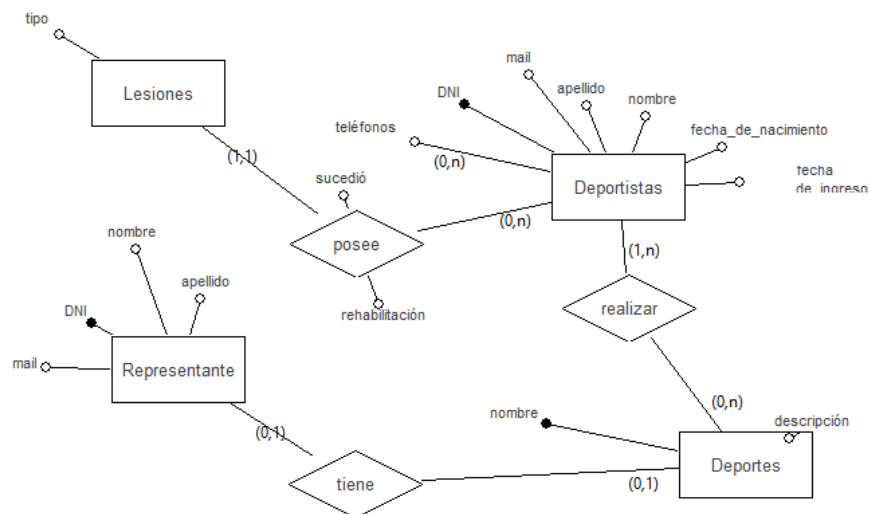 tipo
Lesiones
mail
apellido
nombre
DNI
teléfonos
(0,n)
fecha_de_nacimiento
fecha
de_ingreso
Deportistas
(1,1)
sucedió
posee
(0,n)
rehabilitación
(1,n)
realizar
nombre
apellido
DNI
mail
Representante
(0,1)
tiene
(0,n)
nombre
descripción
Deportes
(0,1)